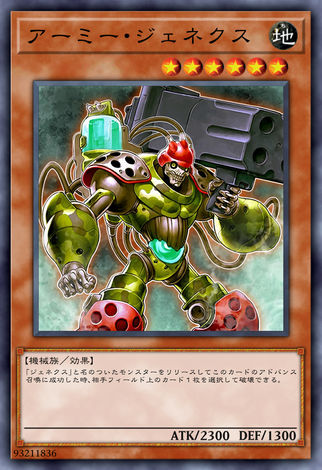 アーミー・ジェネクス
地
【機械族／効果】
「ジェネクス」と名のついたモンスターをリリースしてこのカードのアドバンス
召喚に成功した時、相手フィールド上のカード１枚を選択して破壊できる。
ATK/2300 DEF/1300
93211836